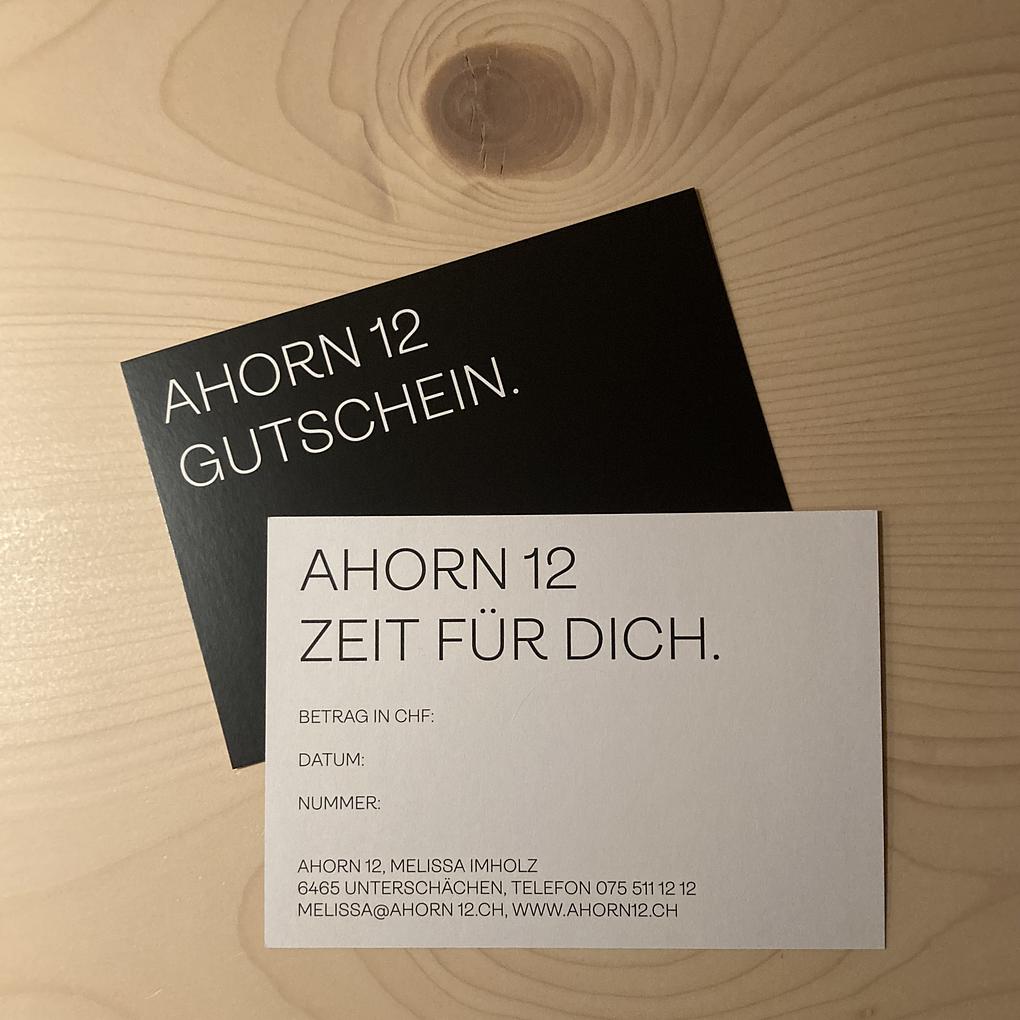 AHORN 12
GUTSCHEIN.
AHORN 12
ZEIT FÜR DICH.
BETRAG IN CHF:
DATUM:
NUMMER:
AHORN 12, MELISSA IMHOLZ
6465 UNTERSCHÄCHEN, TELEFON 075 511 12 12
MELISSA@AHORN 12.CH, WWW.AHORN12.CH